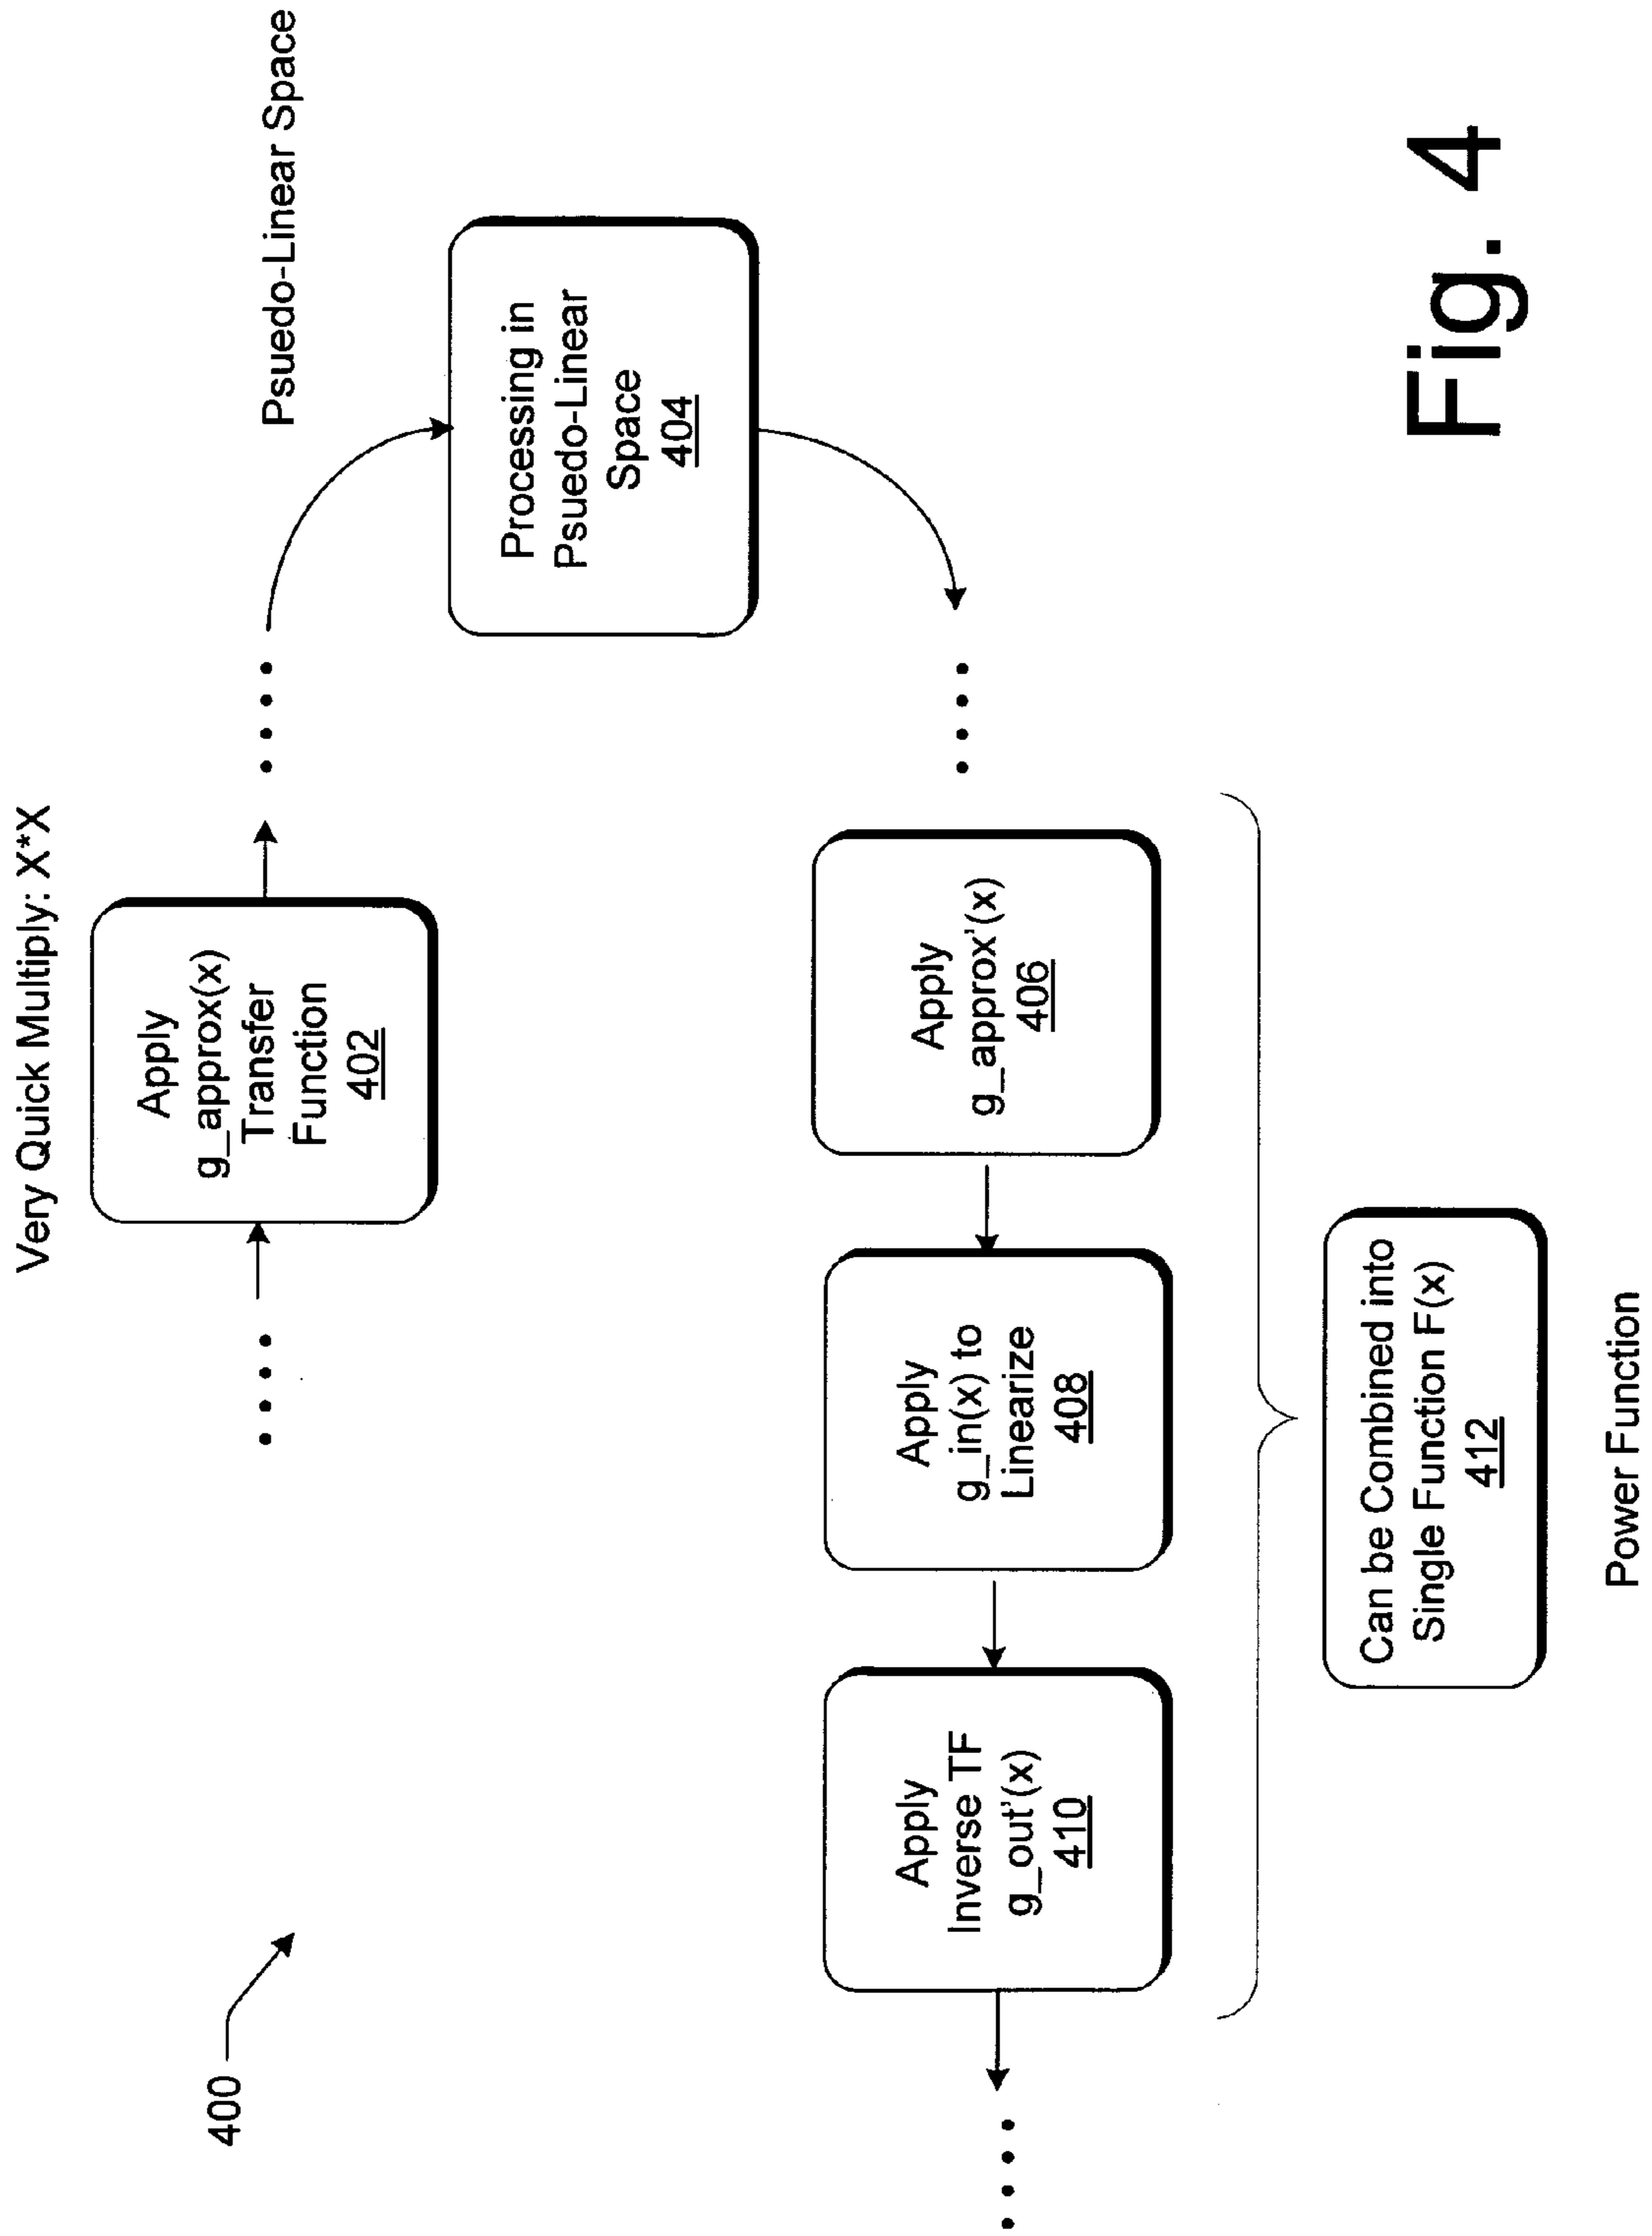 400
Very Quick Multiply: X*X
Apply
g_approx(x)
Transfer
Function
402
Psuedo-Linear Space
Processing in
Psuedo-Linear
Space
404
Apply
g_approx'(x)
406
Apply
g_in(x) to
Linearize
408
Apply
Inverse TF
g_out'(x)
410
Can be Combined into
Single Function F(x)
412
Power Function
Fig. 4